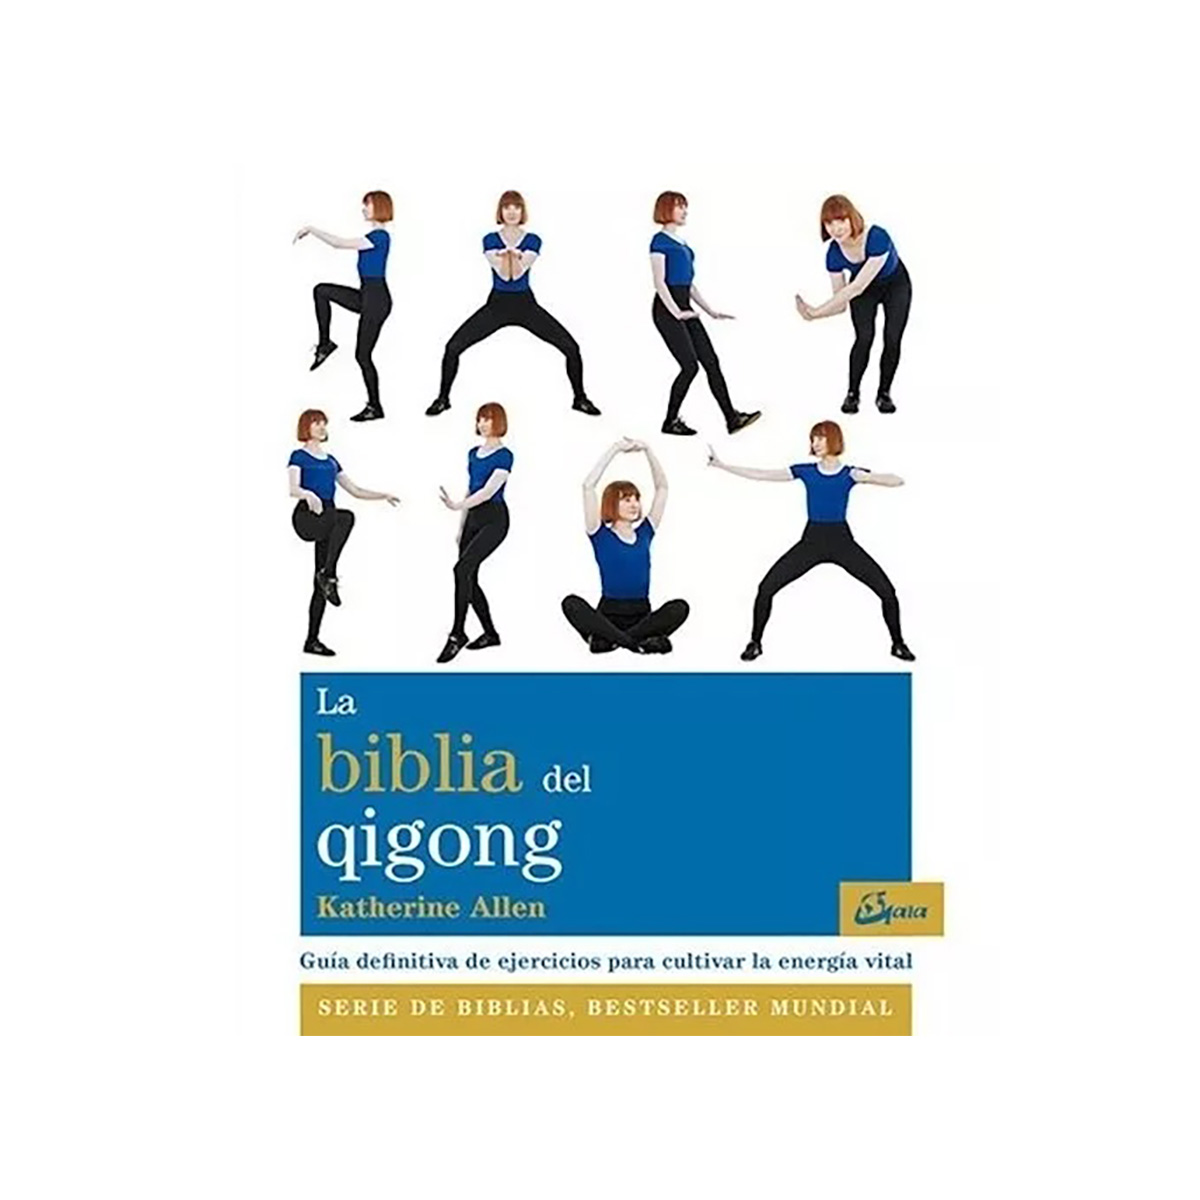 La
biblia del
qigong
Katherine Allen
Gaia
Guía definitiva de ejercicios para cultivar la energía vital
SERIE DE BIBLIAS, BESTSELLER MUNDIAL